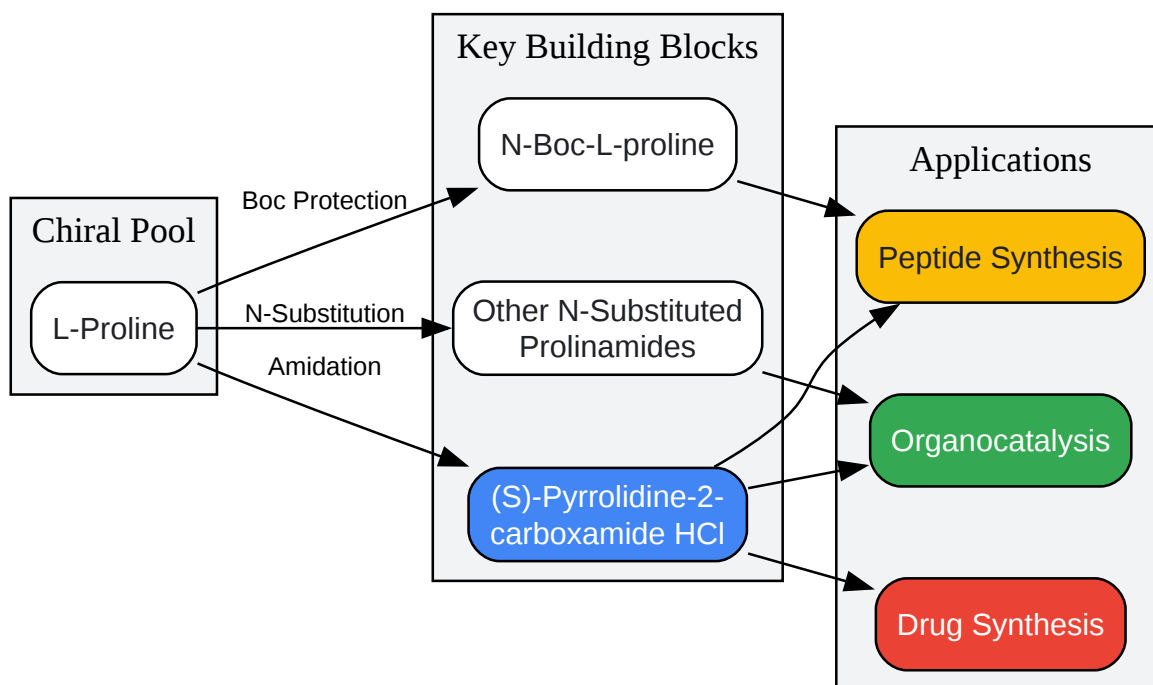 Chiral Pool
L-Proline
Boc Protection
N-Substitution
Amidation
Key Building Blocks
N-Boc-L-proline
Other N-Substituted
Prolinamides
(S)-Pyrrolidine-2-
carboxamide HCl
Applications
Peptide Synthesis
Organocatalysis
Drug Synthesis